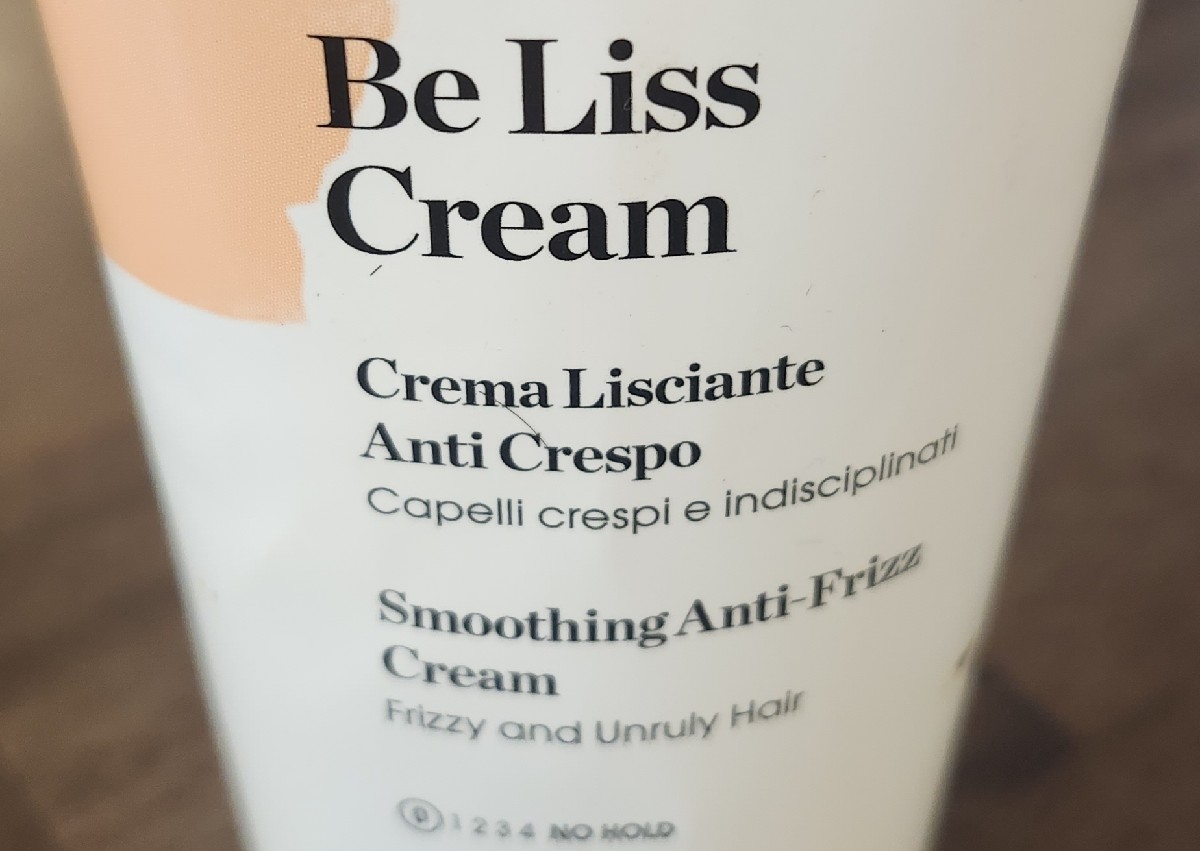 Be Liss
Cream
Crema Lisciante
Anti Crespo
Capelli crespi e indisciplinati
Smoothing Anti-Frizz
Cream
Frizzy and Unruly Hair
0 1 2 3 4 NO HOLD